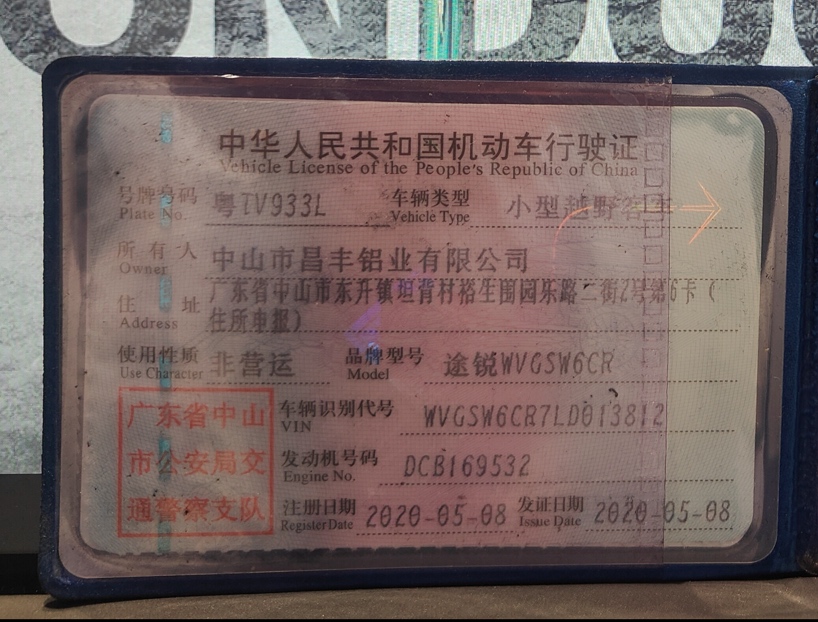 中华人民共和国机动车行驶证
Vehicle License of the People's Republic of China
号牌号码 粤TV933L 车辆类型 小型越野客车
Plate No. Vehicle Type
所有人 中山市昌丰铝业有限公司
Owner
住址 广东省中山市东升镇坦背村裕生围园乐路二街2号第6卡(
Address 住所申报)
使用性质 非营运 品牌型号 途锐WVGSW6CR
Use Character Model
广东省中山 车辆识别代号 WVGSW6CR7LD013812
VIN
市公安局交 发动机号码 DCB169532
Engine No.
通警察支队 注册日期 2020-05-08 发证日期 2020-05-08
Register Date Issue Date